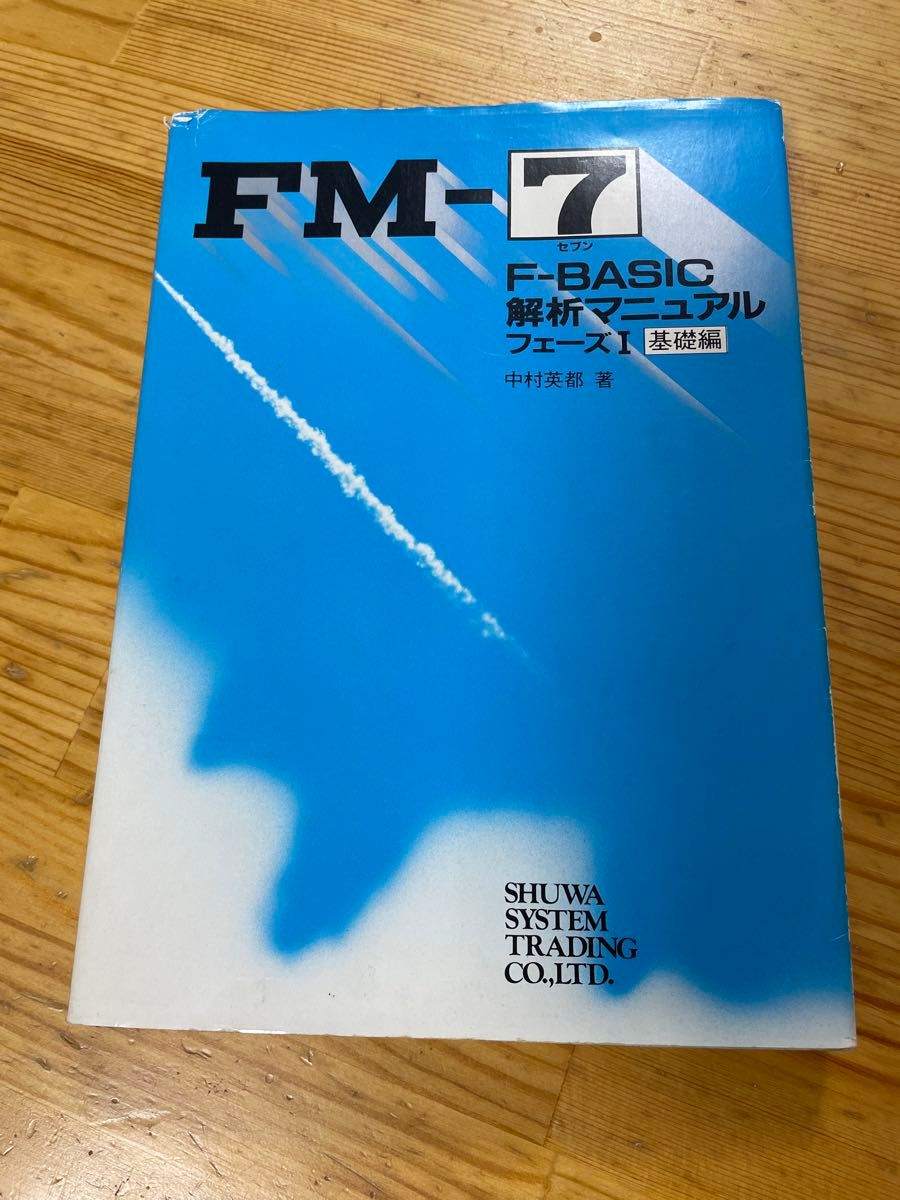 FM-7
セブン
F-BASIC
解析マニュアル
フェーズI 基礎編
中村英都 著
SHUWA
SYSTEM
TRADING
CO.,LTD.